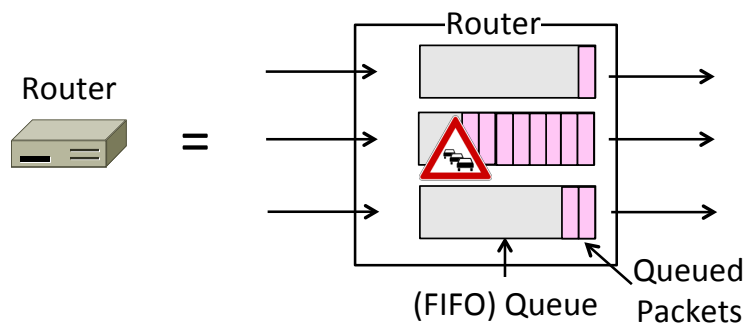 Router
Router
=
(FIFO) Queue
Queued
Packets